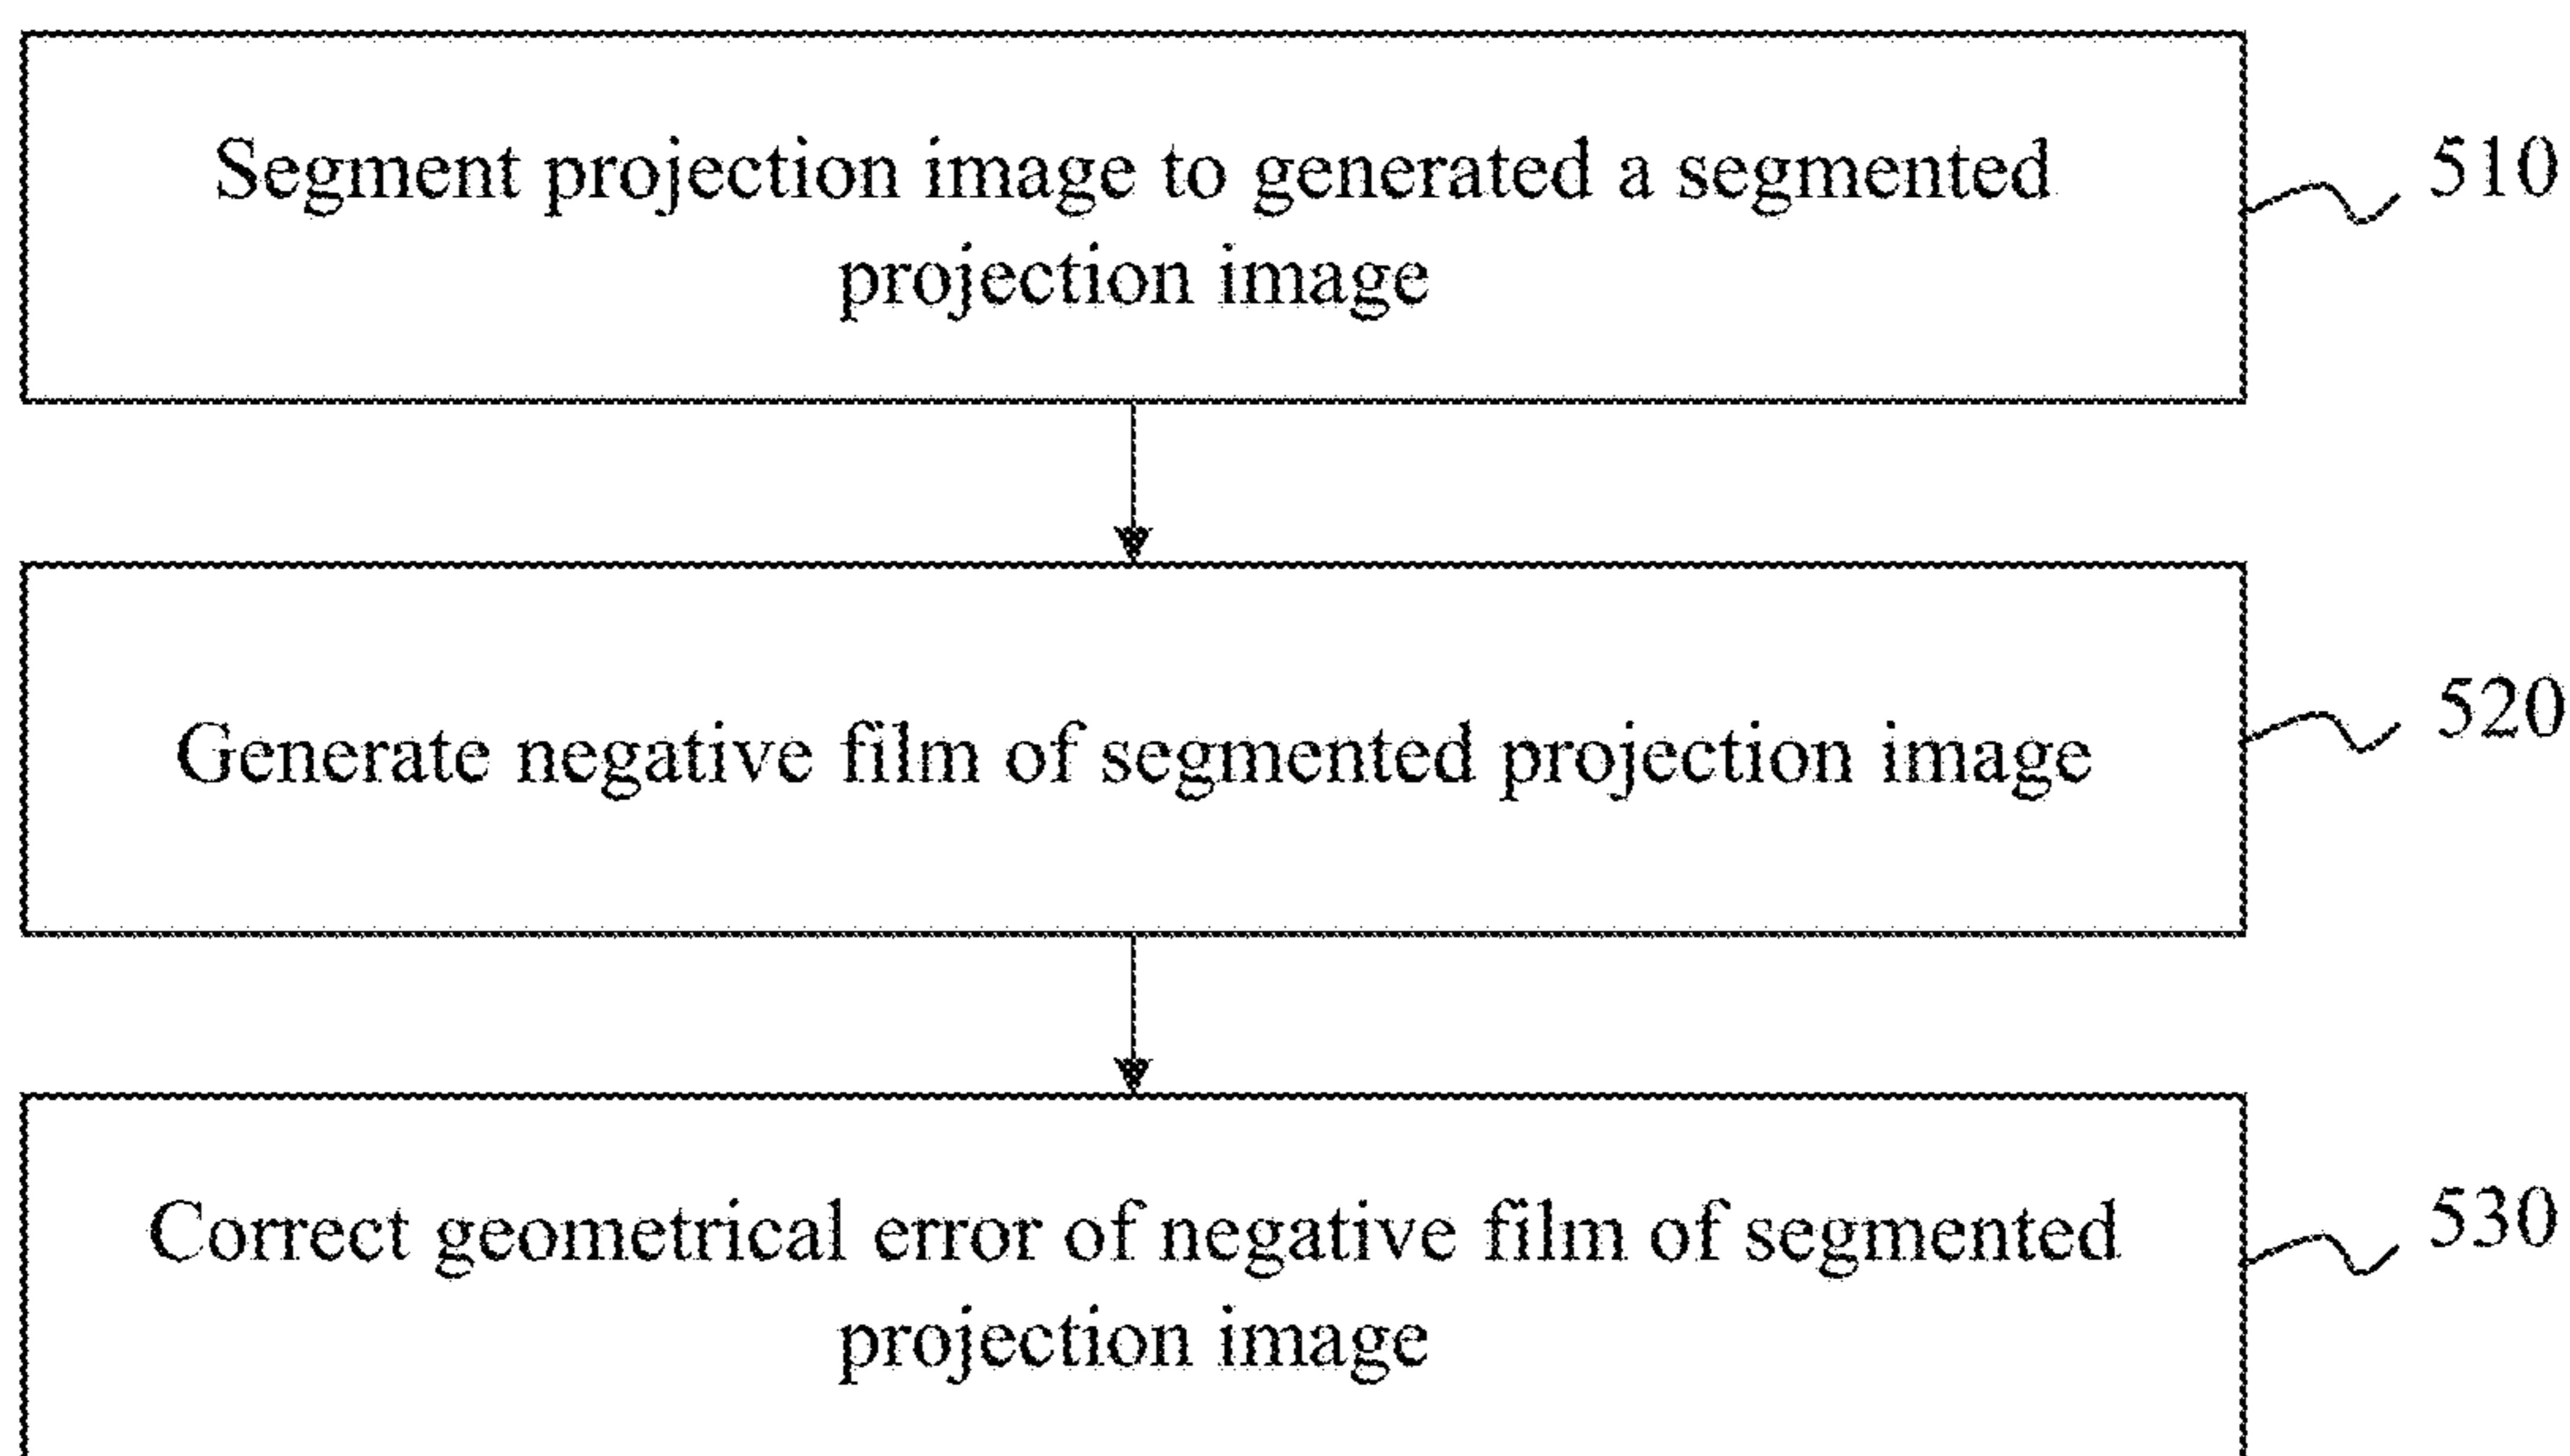 Segment projection image to generated a segmented
projection image
510
Generate negative film of segmented projection image
520
Correct geometrical error of negative film of segmented
projection image
530